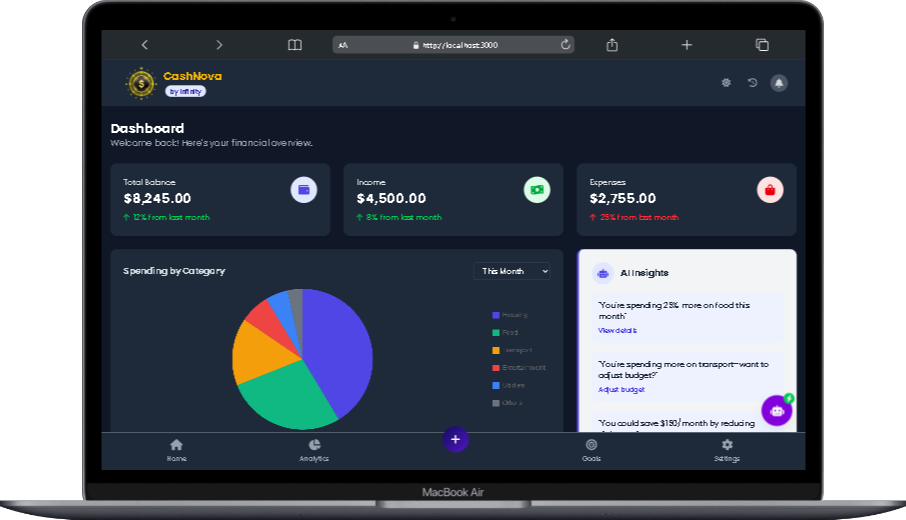 AA
http://localhost:3000
CashNova
by Infinity
Dashboard
Welcome back! Here's your financial overview.
Total Balance
$8,245.00
↑ 12% from last month
Income
$4,500.00
↑ 8% from last month
Expenses
$2,755.00
↑ 25% from last month
Spending by Category
This Month
Housing
Food
Transport
Entertainment
Utilities
Others
AI Insights
"You're spending 25% more on food this
month"
View details
"You're spending more on transport—want to
adjust budget?"
Adjust budget
"You could save $150/month by reducing
Home
Analytics
+
Goals
Settings
MacBook Air